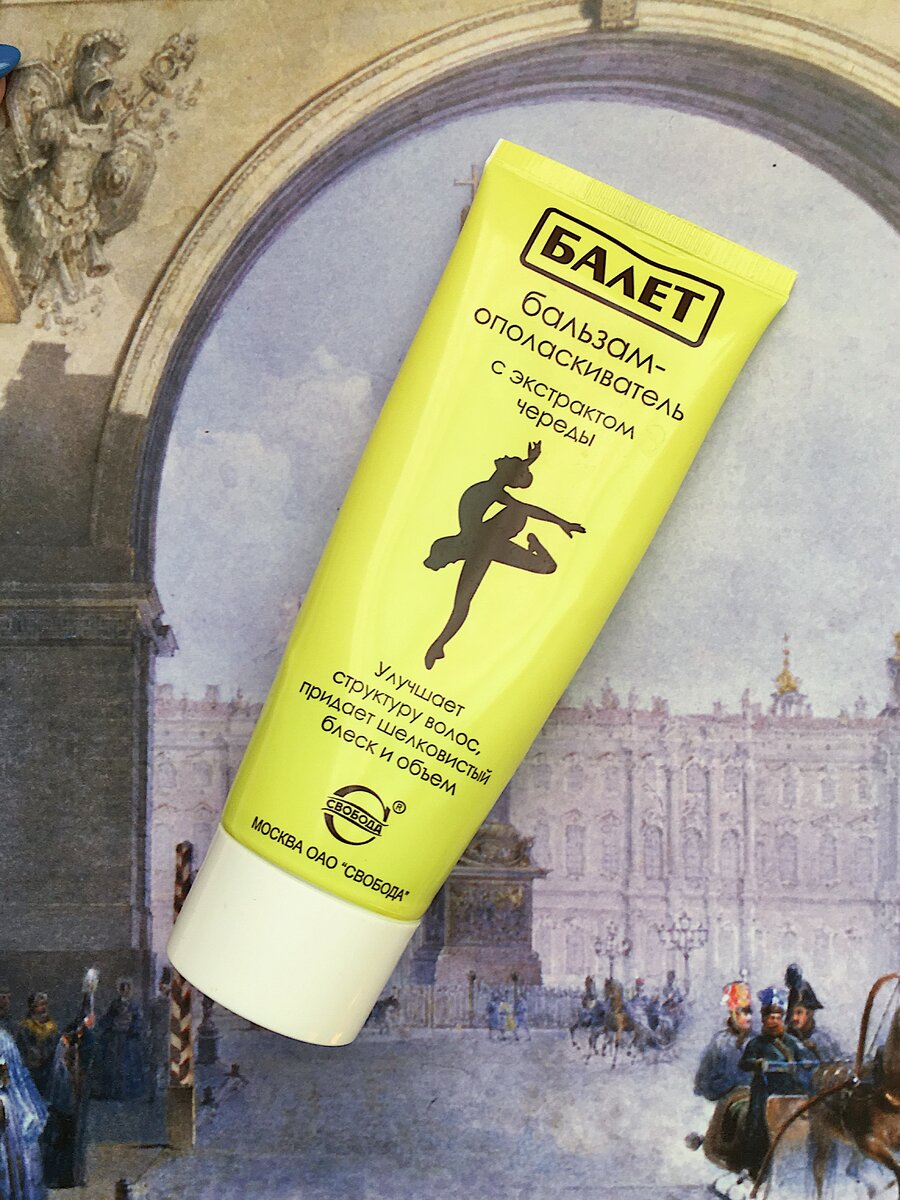 БАЛЕТ
бальзам-
ополаскиватель
с экстрактом
череды
Улучшает
структуру волос,
придает шелковистый
блеск и объем
СВОБОДА ®
МОСКВА ОАО "СВОБОДА"